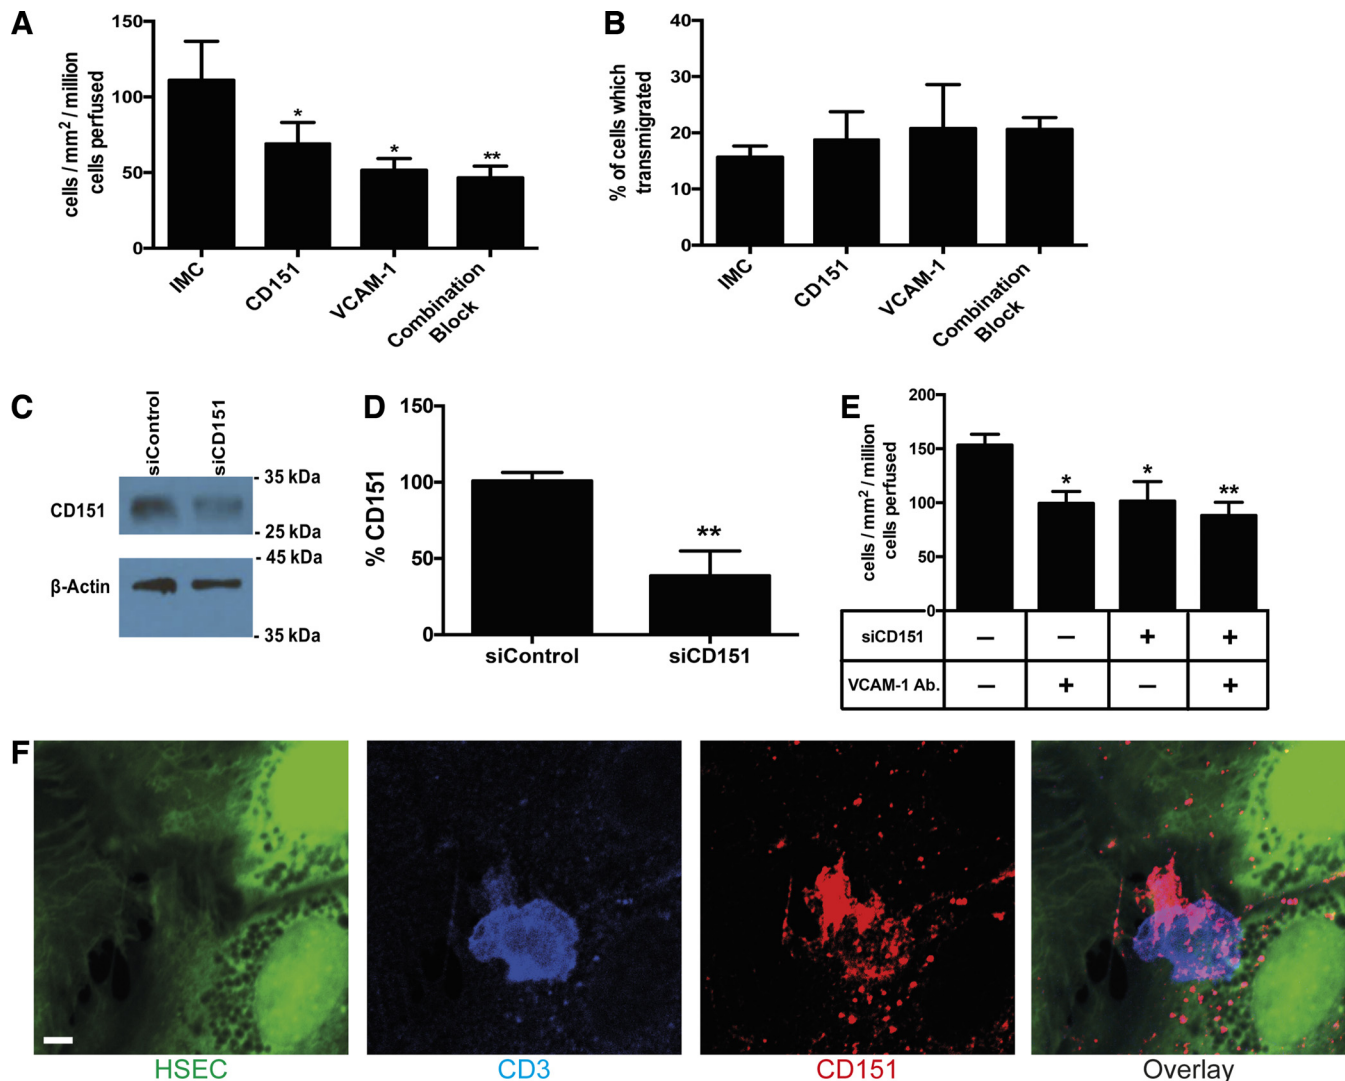 A
cells / mm² / million
cells perfused
150
100
50
0
*
*
**
IMC
CD151
VCAM-1
Combination
Block
B
% of cells which
transmigrated
40
30
20
10
0
IMC
CD151
VCAM-1
Combination
Block
C
siControl
siCD151
CD151
- 35 kDa
- 25 kDa
β-Actin
- 45 kDa
- 35 kDa
D
% CD151
150
100
50
0
**
siControl
siCD151
E
cells / mm² / million
cells perfused
200
150
100
50
0
*
*
**
siCD151 – – + +
VCAM-1 Ab. – + – +
F
HSEC
CD3
CD151
Overlay